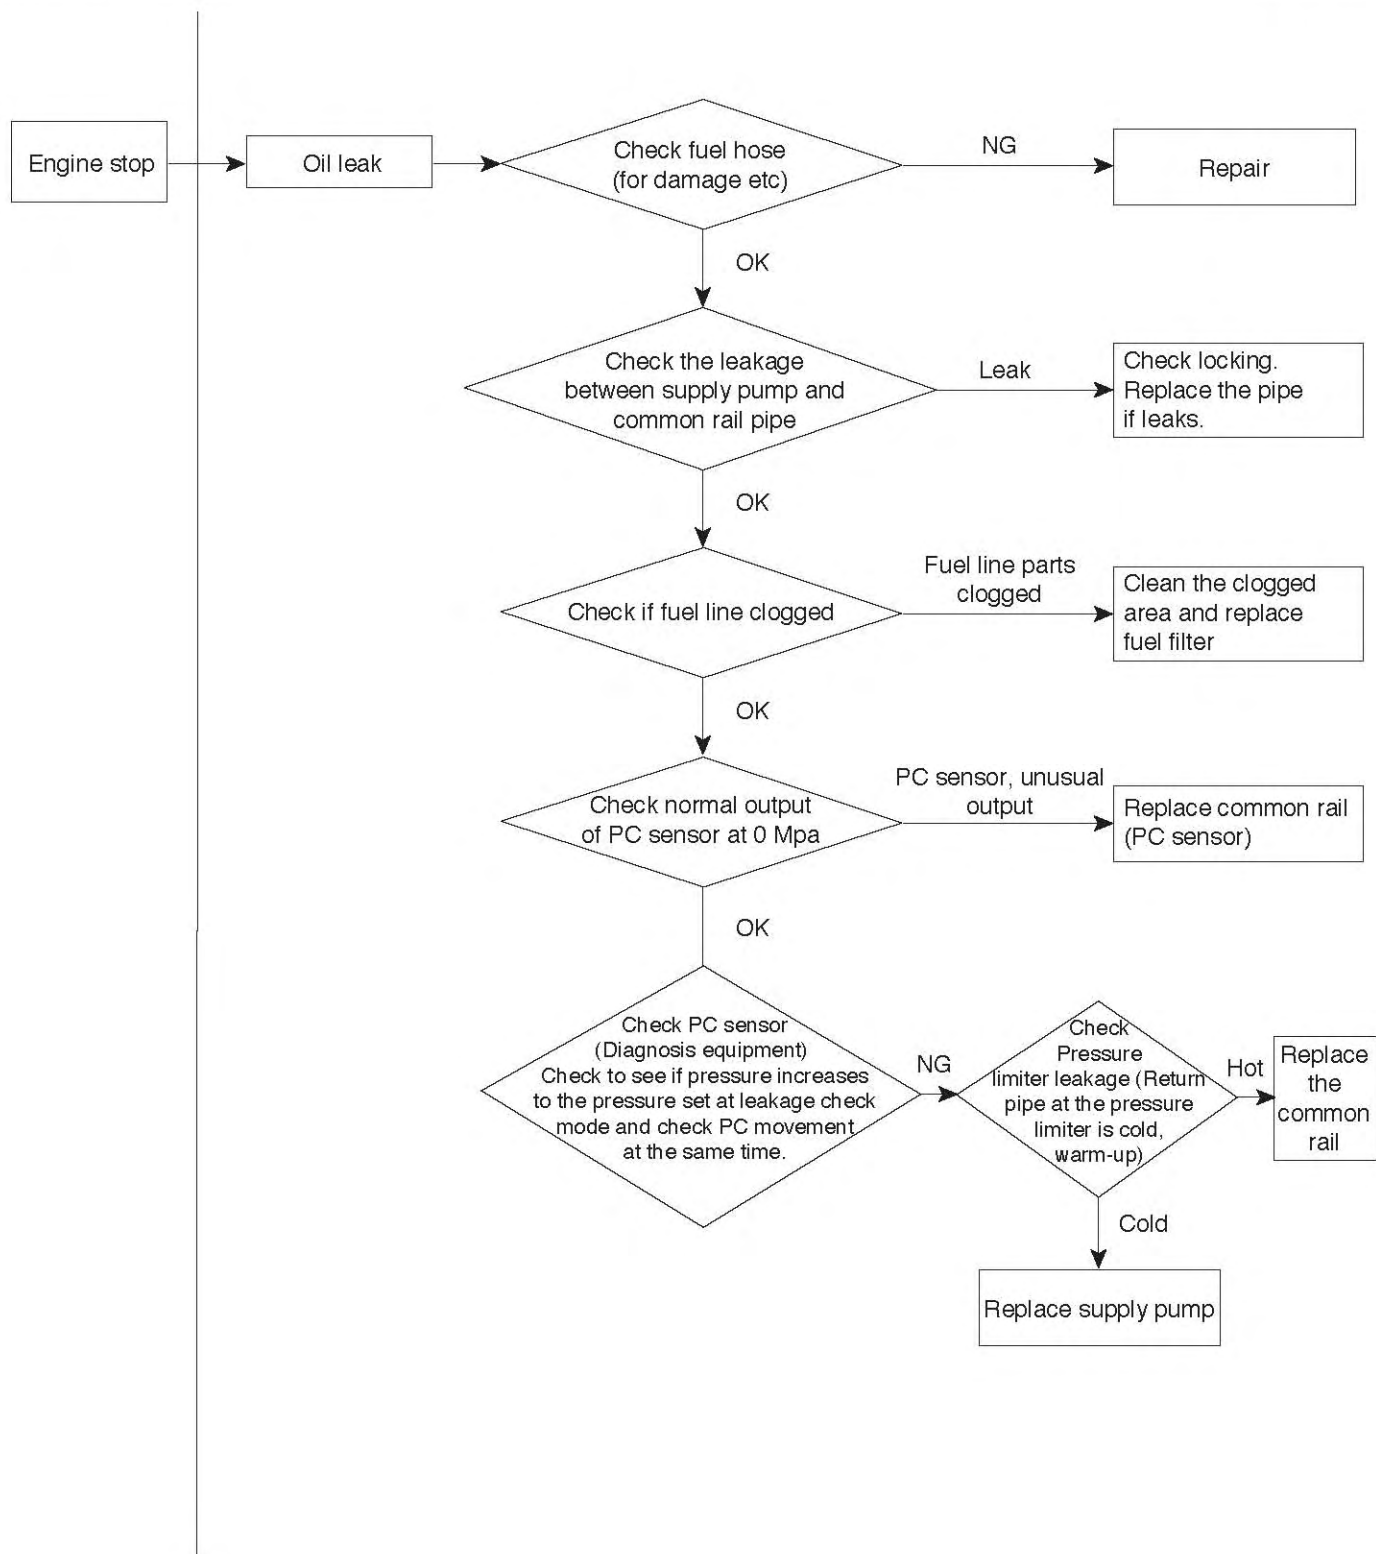 Engine stop
Oil leak
Check fuel hose
(for damage etc)
NG
Repair
OK
Check the leakage
between supply pump and
common rail pipe
Leak
Check locking.
Replace the pipe
if leaks.
OK
Check if fuel line clogged
Fuel line parts
clogged
Clean the clogged
area and replace
fuel filter
OK
Check normal output
of PC sensor at 0 Mpa
PC sensor, unusual
output
Replace common rail
(PC sensor)
OK
Check PC sensor
(Diagnosis equipment)
Check to see if pressure increases
to the pressure set at leakage check
mode and check PC movement
at the same time.
NG
Check
Pressure
limiter leakage (Return
pipe at the pressure
limiter is cold,
warm-up)
Hot
Replace
the
common
rail
Cold
Replace supply pump